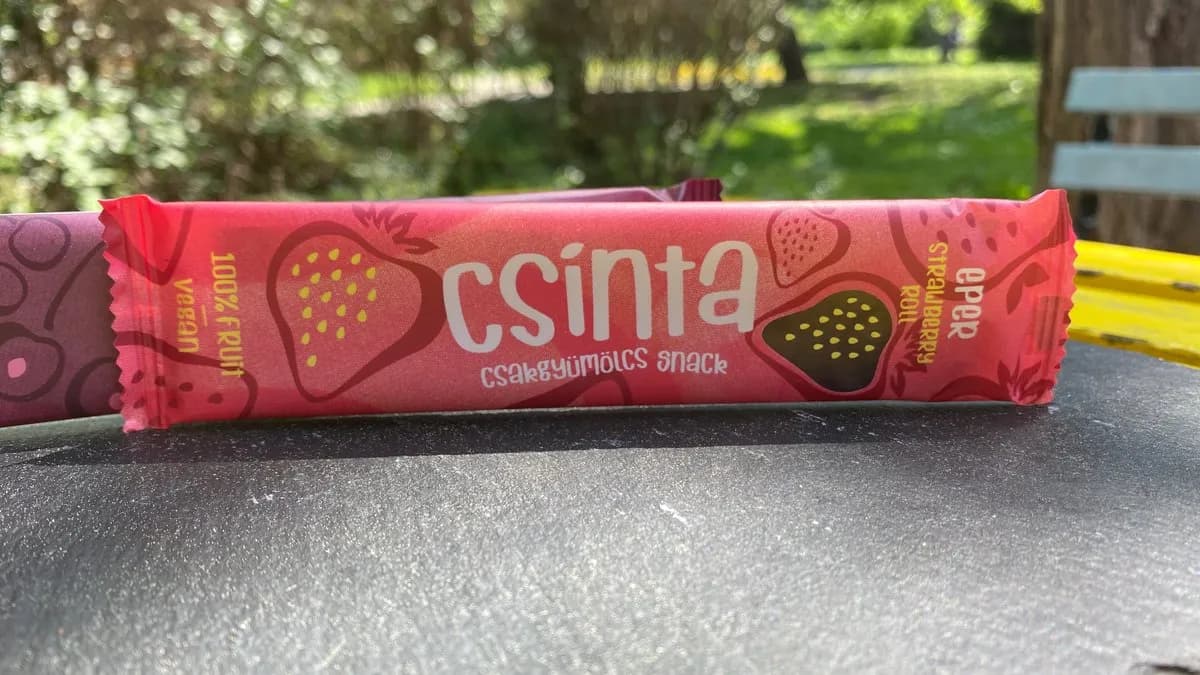 100% FRUIT
vegan
csinta
csakgyümölcs snack
eper
STRAWBERRY
ROLL